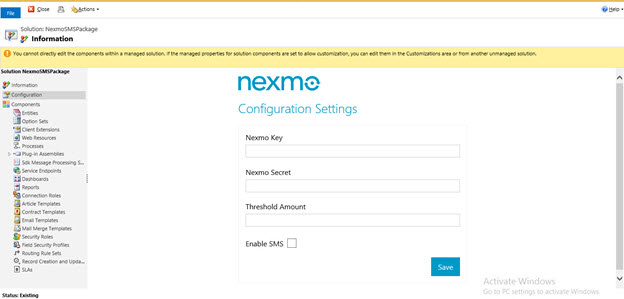 File
Close
Actions
Help
Solution: NexmoSMSPackage
Information
You cannot directly edit the components within a managed solution. If the managed properties for solution components are set to allow customization, you can edit them in the Customizations area or from another unmanaged solution.
Solution NexmoSMSPackage
Information
Configuration
Components
Entities
Option Sets
Client Extensions
Web Resources
Processes
Plug-in Assemblies
Sdk Message Processing S...
Service Endpoints
Dashboards
Reports
Connection Roles
Article Templates
Contract Templates
Email Templates
Mail Merge Templates
Security Roles
Field Security Profiles
Routing Rule Sets
Record Creation and Upda...
SLAs
nexmo
Configuration Settings
Nexmo Key
Nexmo Secret
Threshold Amount
Enable SMS
Save
Activate Windows
Go to PC settings to activate Windows.
Status: Existing